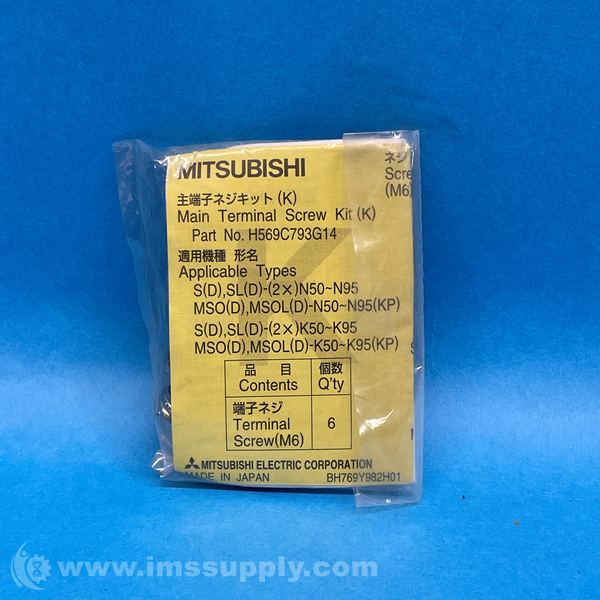 MITSUBISHI
主端子ネジキット(K)
Main Terminal Screw Kit (K)
Part No. H569C793G14
適用機種 形名
Applicable Types
S(D),SL(D)-(2×)N50~N95
MSO(D),MSOL(D)-N50~N95(KP)
S(D),SL(D)-(2×)K50~K95
MSO(D),MSOL(D)-K50~K95(KP)
品 目 個数
Contents Q'ty
端子ネジ
Terminal 6
Screw(M6)
MITSUBISHI ELECTRIC CORPORATION
MADE IN JAPAN BH769Y982H01
ネジ
(M6)
www.imssupply.com